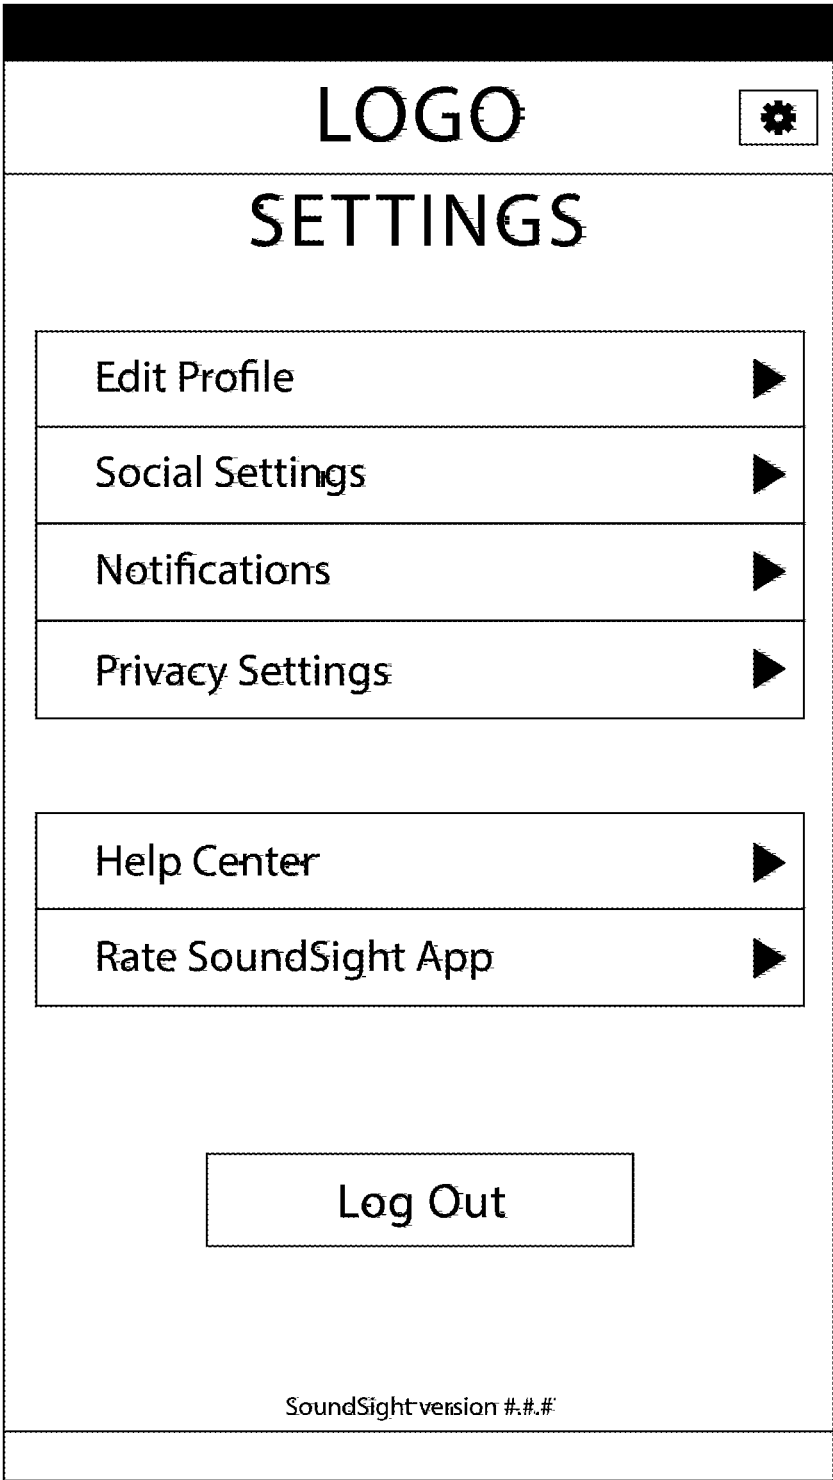 LOGO
SETTINGS
Edit Profile
Social Settings
Notifications
Privacy Settings
Help Center
Rate SoundSight App
Log Out
SoundSight version #.#.#